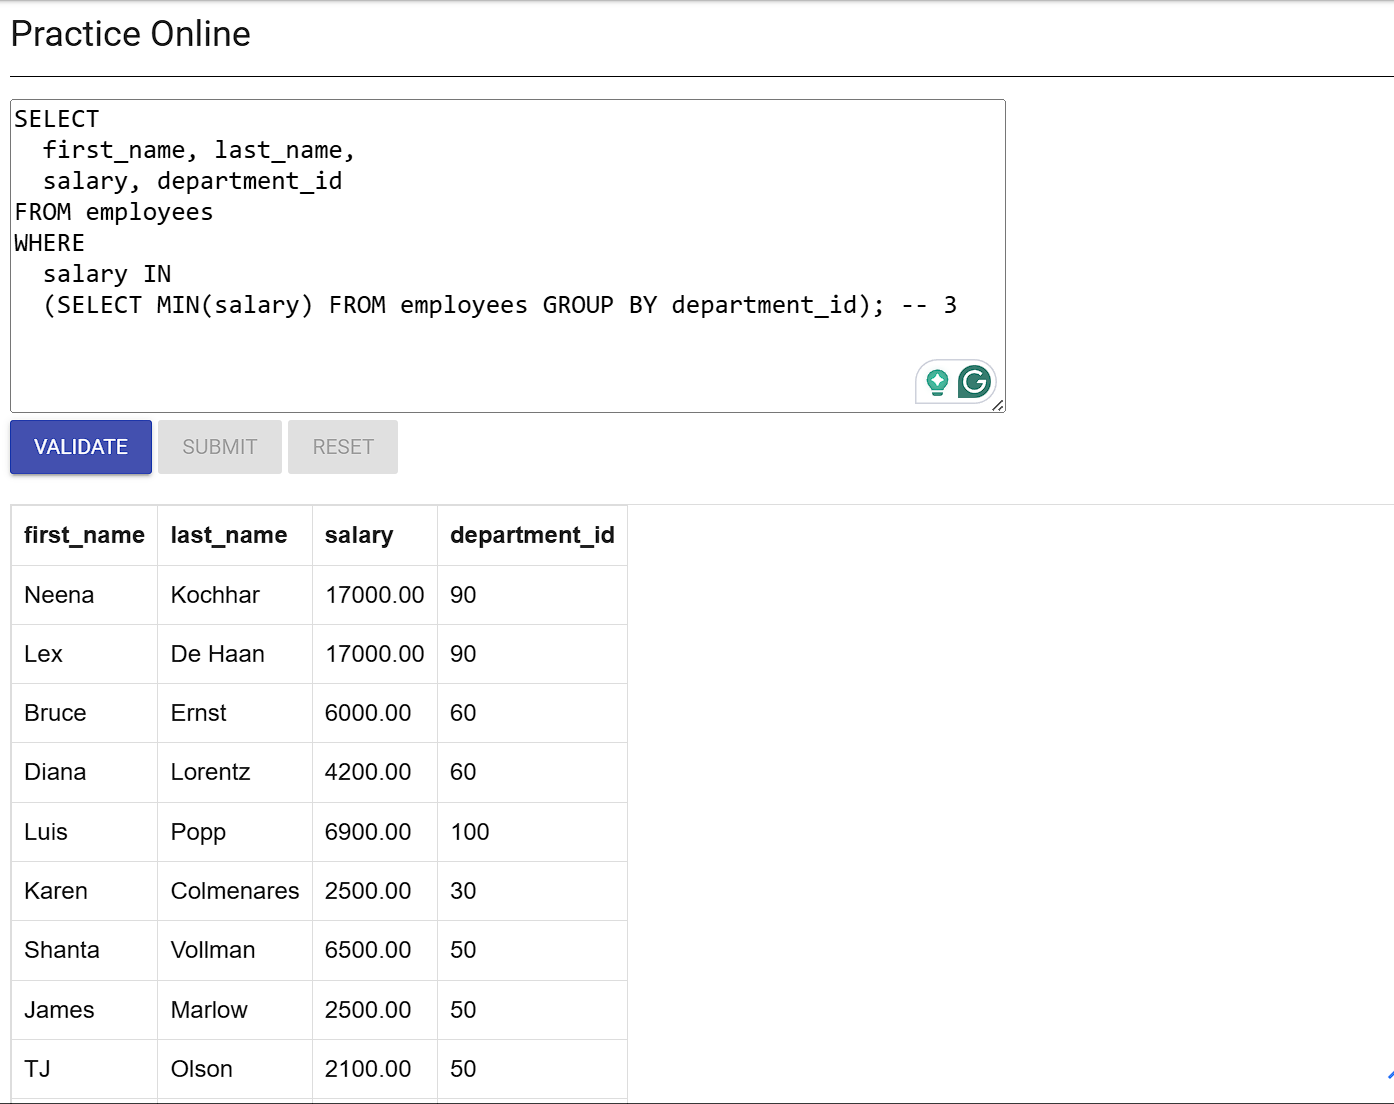 Practice Online
SELECT
first_name, last_name,
salary, department_id
FROM employees
WHERE
salary IN
(SELECT MIN(salary) FROM employees GROUP BY department_id); -- 3
G
VALIDATE SUBMIT RESET
first_name last_name salary department_id
Neena Kochhar 17000.00 90
Lex De Haan 17000.00 90
Bruce Ernst 6000.00 60
Diana Lorentz 4200.00 60
Luis Popp 6900.00 100
Karen Colmenares 2500.00 30
Shanta Vollman 6500.00 50
James Marlow 2500.00 50
TJ Olson 2100.00 50